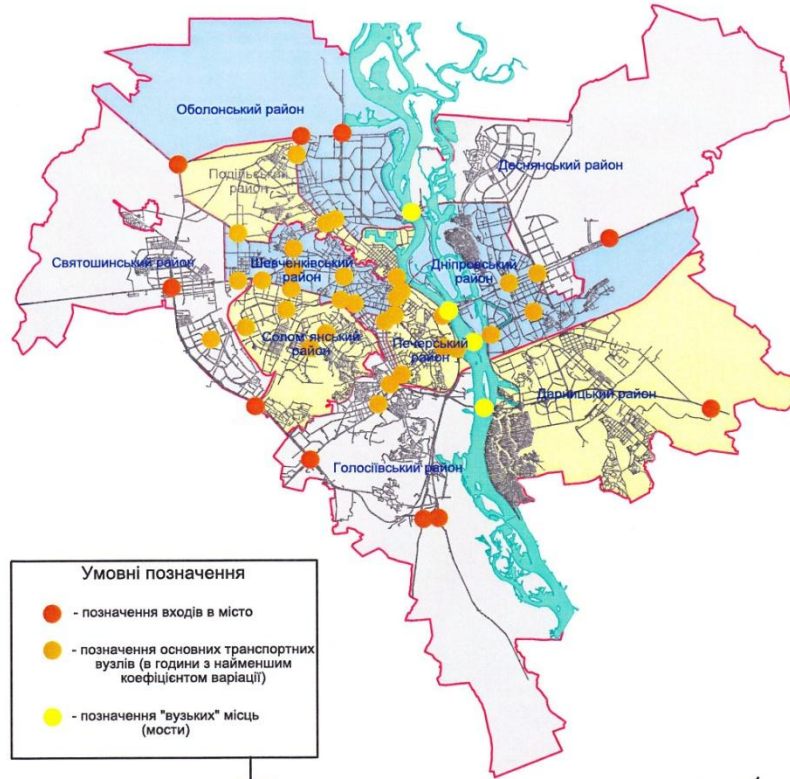 Оболонський район
Деснянський район
Подільський
район
Святошинський район
Шевченківський
район
Дніпровський
район
Солом'янський
район
Печерський
район
Дарницький район
Голосіївський район
Умовні позначення
- позначення входів в місто
- позначення основних транспортних
вузлів (в години з найменшим
коефіцієнтом варіації)
- позначення "вузьких" місць
(мости)